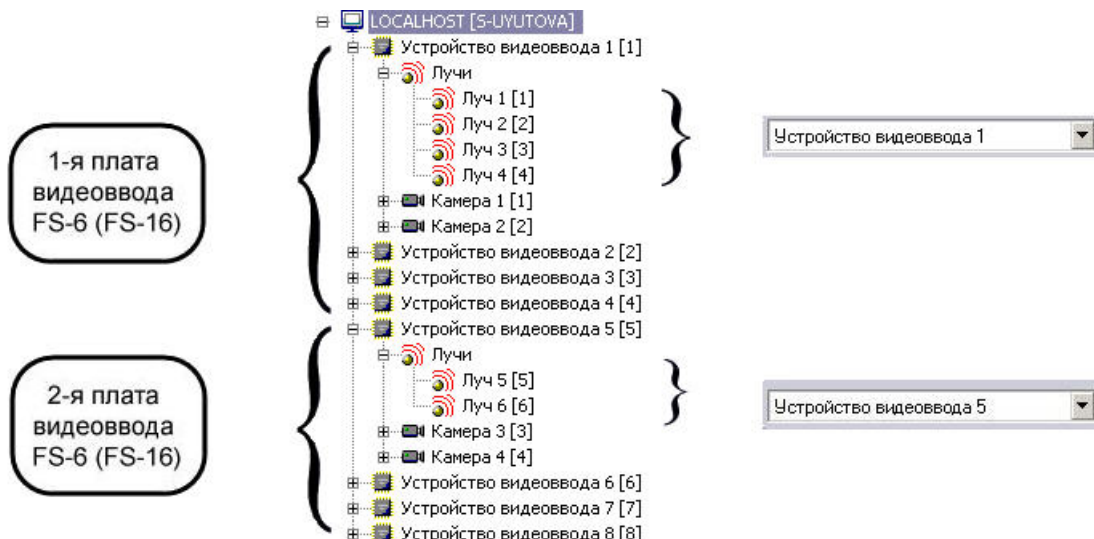 LOCALHOST [S-UYUTOVA]
Устройство видеоввода 1 [1]
Лучи
Луч 1 [1]
Луч 2 [2]
Луч 3 [3]
Луч 4 [4]
Камера 1 [1]
Камера 2 [2]
Устройство видеоввода 2 [2]
Устройство видеоввода 3 [3]
Устройство видеоввода 4 [4]
Устройство видеоввода 5 [5]
Лучи
Луч 5 [5]
Луч 6 [6]
Камера 3 [3]
Камера 4 [4]
Устройство видеоввода 6 [6]
Устройство видеоввода 7 [7]
Устройство видеоввода 8 [8]
1-я плата
видеоввода
FS-6 (FS-16)
2-я плата
видеоввода
FS-6 (FS-16)
Устройство видеоввода 1
Устройство видеоввода 5